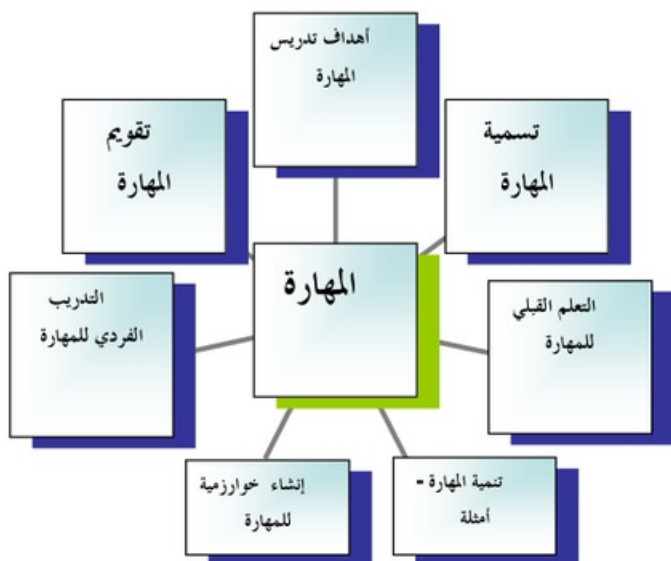 أهداف تدريس
المهارة
تسمية
المهارة
التعلم القبلي
للمهارة
تنمية المهارة -
أمثلة
إنشاء خوارزمية
للمهارة
التدريب
الفردي للمهارة
تقويم
المهارة
المهارة